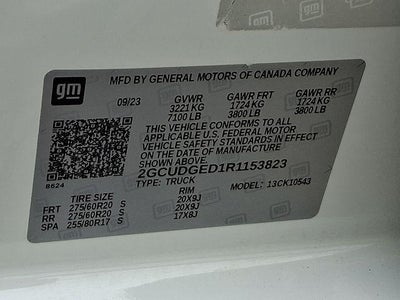 gm
MFD BY GENERAL MOTORS OF CANADA COMPANY
09/23 GVWR GAWR FRT GAWR RR
3221 KG 1724 KG 1724 KG
7100 LB 3800 LB 3800 LB
THIS VEHICLE CONFORMS TO ALL
APPLICABLE U.S. FEDERAL MOTOR
VEHICLE SAFETY STANDARDS IN EFFECT
ON THE DATE OF MANUFACTURE
SHOWN ABOVE.
2GCUDGED1R1153823
8624
TYPE: TRUCK MODEL: 13CK10543
TIRE SIZE RIM
FRT 275/60R20 S 20X9J
RR 275/60R20 S 20X9J
SPA 255/80R17 S 17X8J